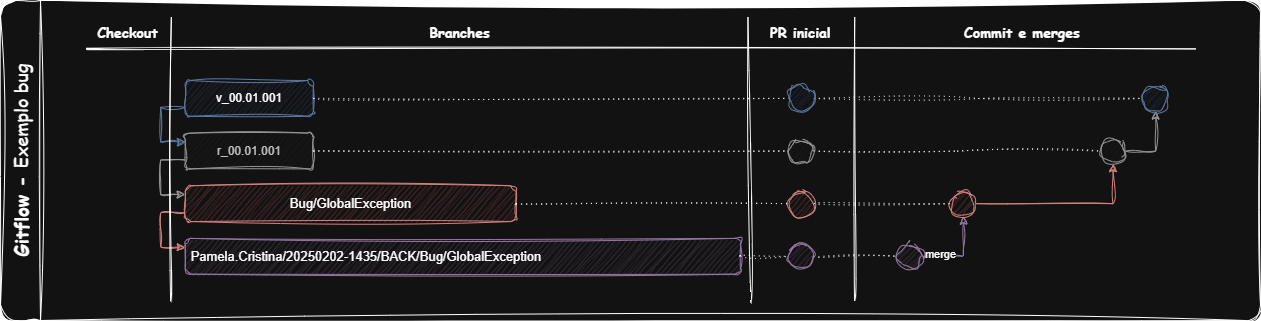 Gitflow - Exemplo bug
Checkout
Branches
PR inicial
Commit e merges
v_00.01.001
r_00.01.001
Bug/GlobalException
Pamela.Cristina/20250202-1435/BACK/Bug/GlobalException
merge